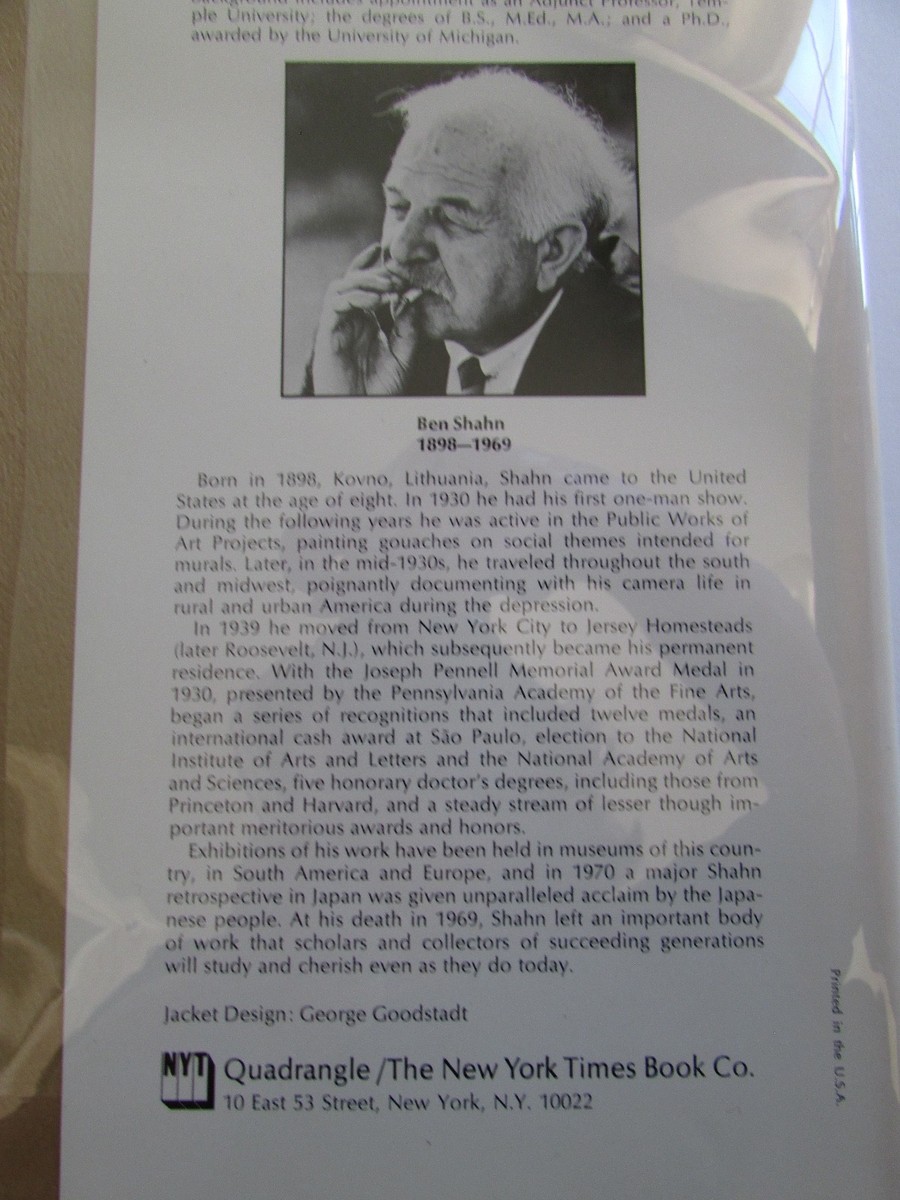 background includes appointment as an Adjunct Professor, Tem-
ple University; the degrees of B.S., M.Ed., M.A.; and a Ph.D.,
awarded by the University of Michigan.
Ben Shahn
1898—1969
Born in 1898, Kovno, Lithuania, Shahn came to the United
States at the age of eight. In 1930 he had his first one-man show.
During the following years he was active in the Public Works of
Art Projects, painting gouaches on social themes intended for
murals. Later, in the mid-1930s, he traveled throughout the south
and midwest, poignantly documenting with his camera life in
rural and urban America during the depression.
In 1939 he moved from New York City to Jersey Homesteads
(later Roosevelt, N.J.), which subsequently became his permanent
residence. With the Joseph Pennell Memorial Award Medal in
1930, presented by the Pennsylvania Academy of the Fine Arts,
began a series of recognitions that included twelve medals, an
international cash award at São Paulo, election to the National
Institute of Arts and Letters and the National Academy of Arts
and Sciences, five honorary doctor's degrees, including those from
Princeton and Harvard, and a steady stream of lesser though im-
portant meritorious awards and honors.
Exhibitions of his work have been held in museums of this coun-
try, in South America and Europe, and in 1970 a major Shahn
retrospective in Japan was given unparalleled acclaim by the Japa-
nese people. At his death in 1969, Shahn left an important body
of work that scholars and collectors of succeeding generations
will study and cherish even as they do today.
Jacket Design: George Goodstadt
NYT Quadrangle/The New York Times Book Co.
10 East 53 Street, New York, N.Y. 10022
Printed in the U.S.A.